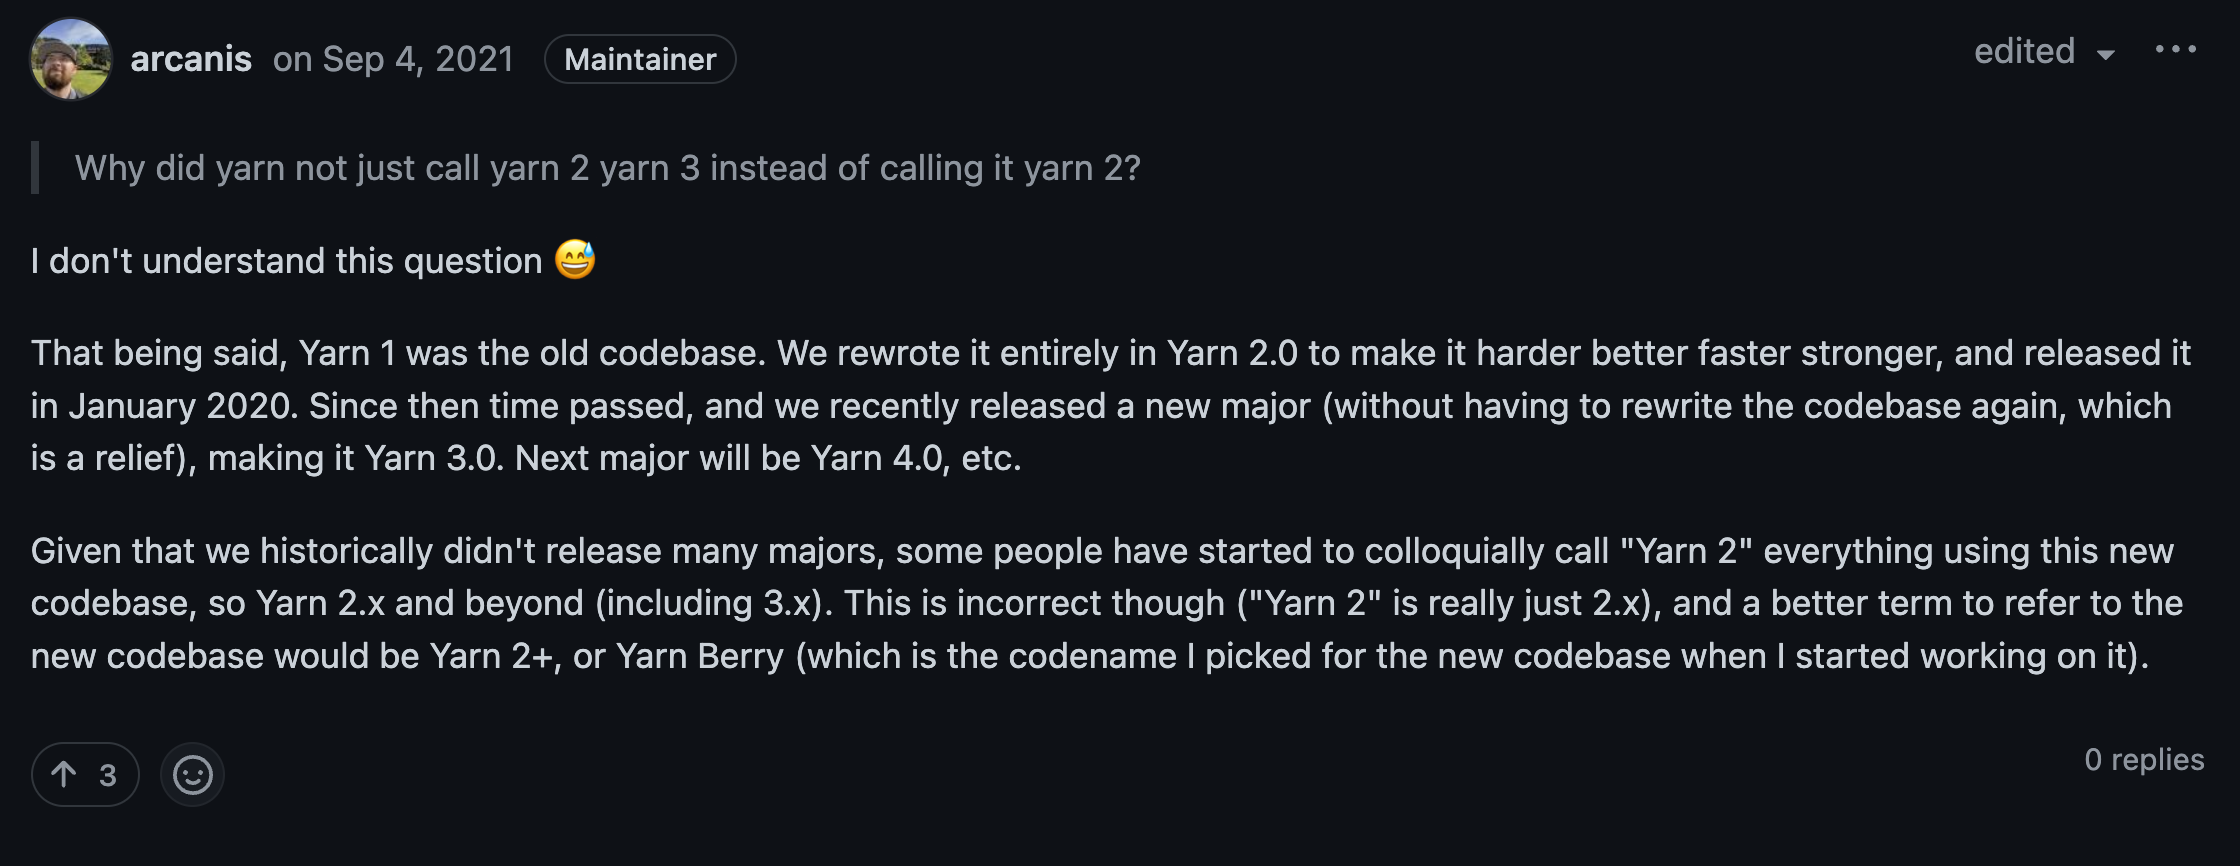 arcanis on Sep 4, 2021 Maintainer edited
Why did yarn not just call yarn 2 yarn 3 instead of calling it yarn 2?
I don't understand this question 😅
That being said, Yarn 1 was the old codebase. We rewrote it entirely in Yarn 2.0 to make it harder better faster stronger, and released it
in January 2020. Since then time passed, and we recently released a new major (without having to rewrite the codebase again, which
is a relief), making it Yarn 3.0. Next major will be Yarn 4.0, etc.
Given that we historically didn't release many majors, some people have started to colloquially call "Yarn 2" everything using this new
codebase, so Yarn 2.x and beyond (including 3.x). This is incorrect though ("Yarn 2" is really just 2.x), and a better term to refer to the
new codebase would be Yarn 2+, or Yarn Berry (which is the codename I picked for the new codebase when I started working on it).
3
0 replies